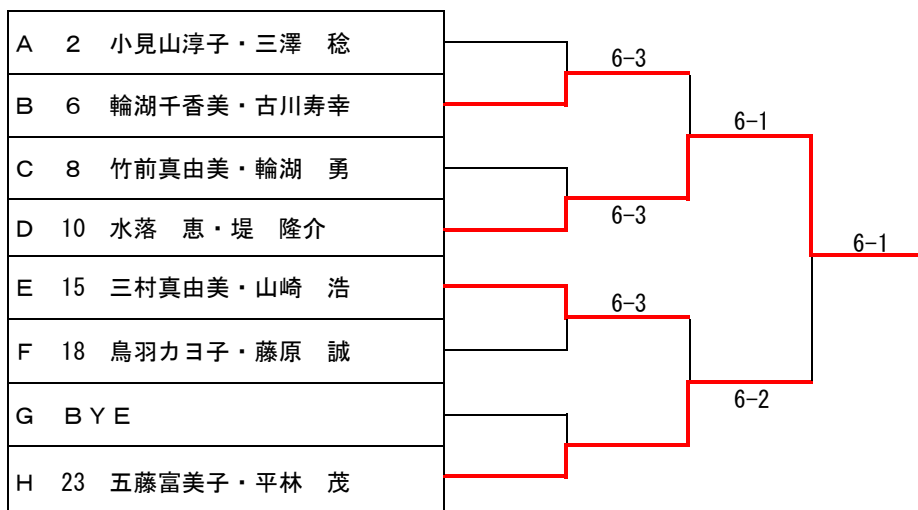 A 2 小見山淳子・三澤 稔
6-3
B 6 輪湖千香美・古川寿幸
6-1
C 8 竹前真由美・輪湖 勇
6-3
D 10 水落 恵・堤 隆介
6-1
E 15 三村真由美・山崎 浩
6-3
F 18 鳥羽カヨ子・藤原 誠
6-2
G BYE
H 23 五藤富美子・平林 茂